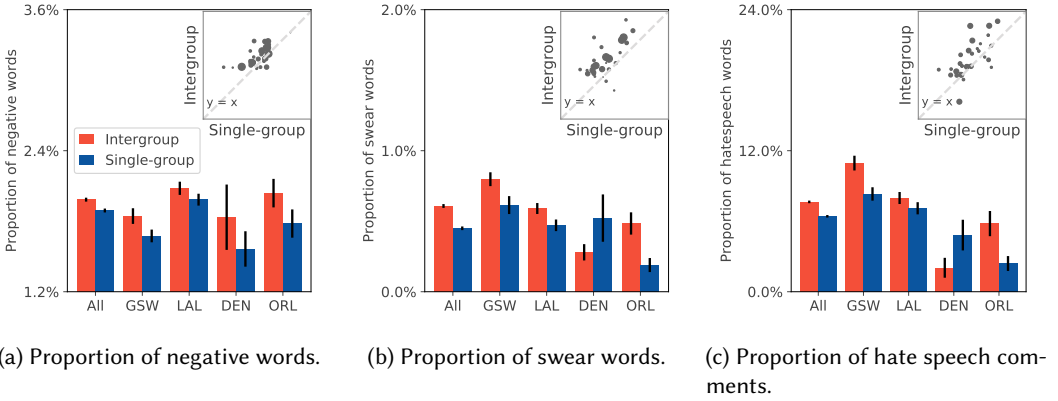 3.6%
2.4%
1.2%
Proportion of negative words
Intergroup
Single-group
y = x
Intergroup
Single-group
All GSW LAL DEN ORL
2.0%
1.0%
0.0%
Proportion of swear words
Intergroup
y = x
Single-group
All GSW LAL DEN ORL
24.0%
12.0%
0.0%
Proportion of hatespeech words
Intergroup
y = x
Single-group
All GSW LAL DEN ORL
(a) Proportion of negative words.
(b) Proportion of swear words.
(c) Proportion of hate speech com-
ments.